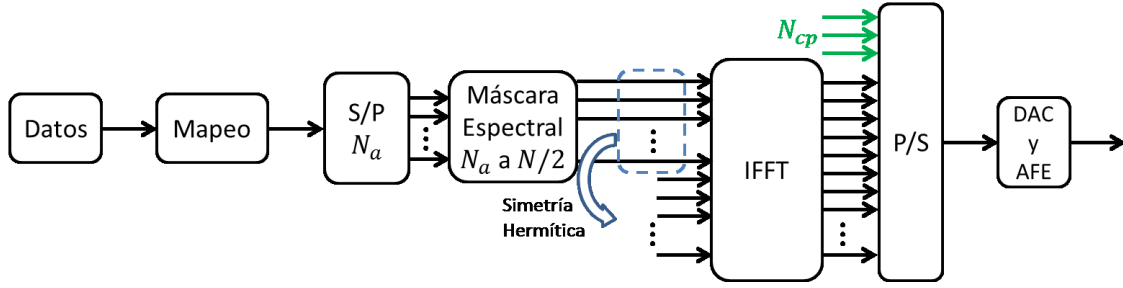 Datos
Mapeo
S/P
N_a
Máscara
Espectral
N_a a N/2
Simetría
Hermítica
IFFT
N_cp
P/S
DAC
y
AFE